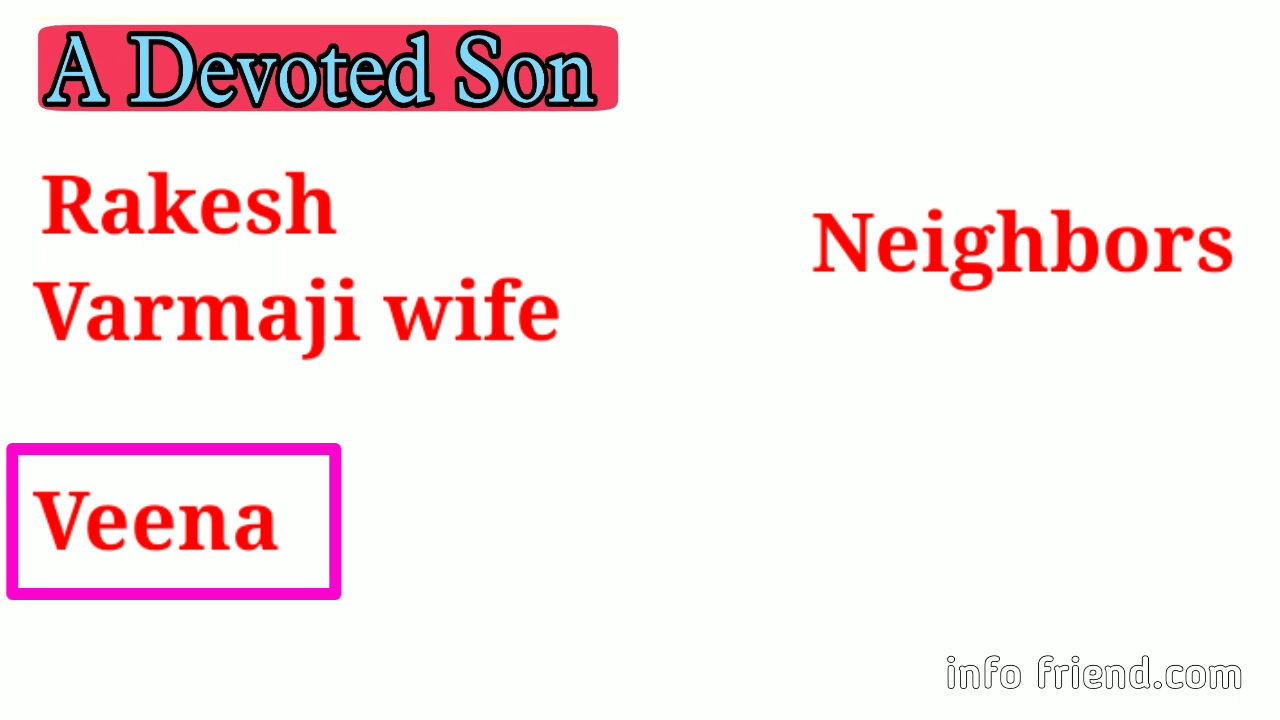 A Devoted Son
Rakesh
Neighbors
Varmaji wife
Veena
info friend.com